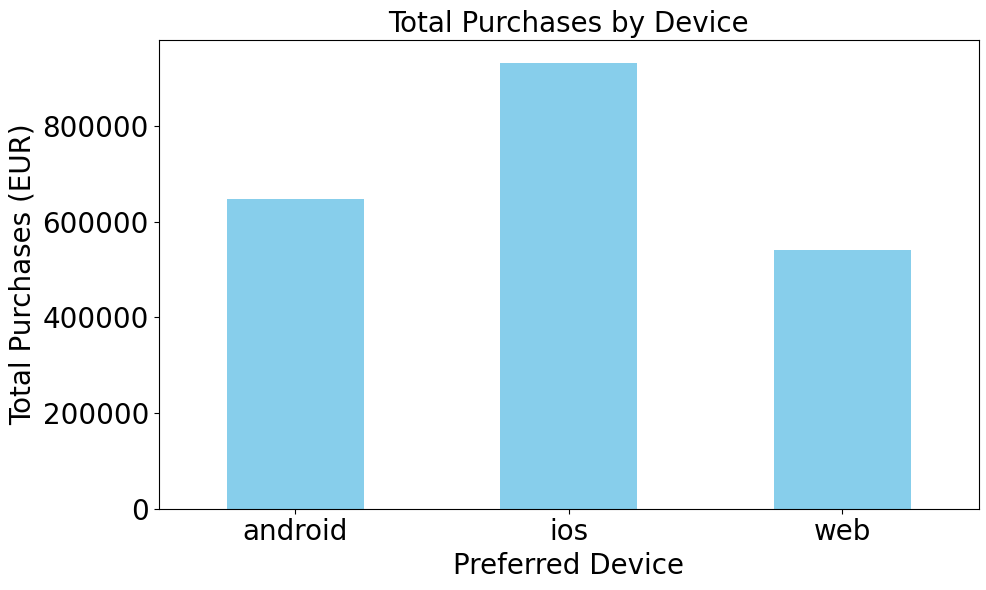 Total Purchases by Device
Total Purchases (EUR)
800000
600000
400000
200000
0
android ios web
Preferred Device